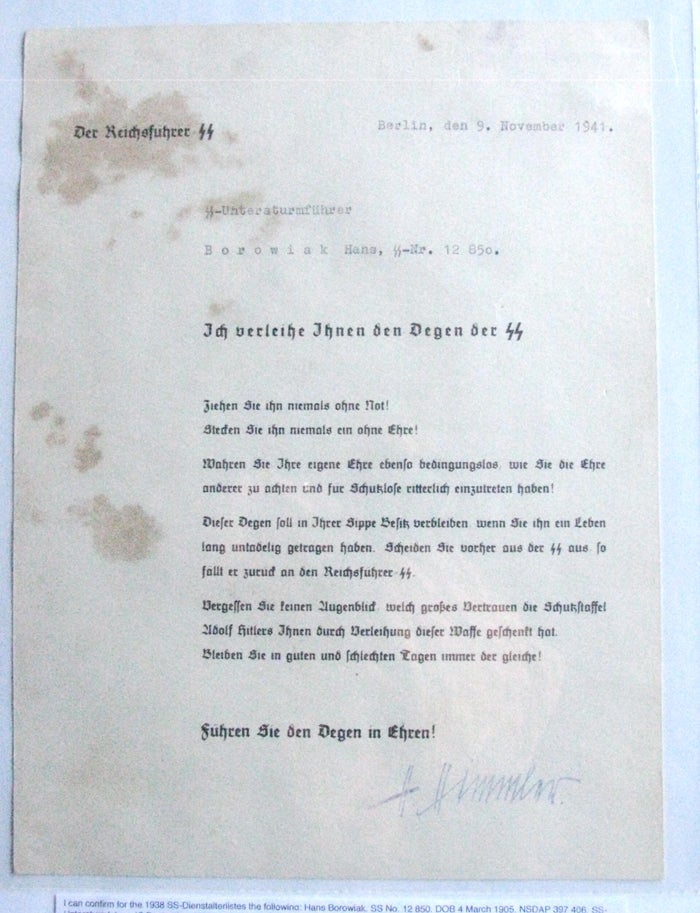 Der Reichsführer ᛋᛋ
Berlin, den 9. November 1941.
ᛋᛋ-Untersturmführer
B o r o w i a k Hans, ᛋᛋ-Nr. 12 850.
Ich verleihe Ihnen den Degen der ᛋᛋ
Ziehen Sie ihn niemals ohne Not!
Stecken Sie ihn niemals ein ohne Ehre!
Wahren Sie Ihre eigene Ehre ebenso bedingungslos, wie Sie die Ehre
anderer zu achten und für Schutzlose ritterlich einzutreten haben!
Dieser Degen soll in Ihrer Sippe Besitz verbleiben, wenn Sie ihn ein Leben
lang untadelig getragen haben. Scheiden Sie vorher aus der ᛋᛋ aus, so
fällt er zurück an den Reichsführer-ᛋᛋ.
Vergessen Sie keinen Augenblick, welch großes Vertrauen die Schutzstaffel
Adolf Hitlers Ihnen durch Verleihung dieser Waffe geschenkt hat.
Bleiben Sie in guten und schlechten Tagen immer der gleiche!
Führen Sie den Degen in Ehren!
H Himmler.
I can confirm for the 1938 SS-Dienstalterlistes the following: Hans Borowiak, SS No. 12 850, DOB 4 March 1905, NSDAP 397 406, SS-